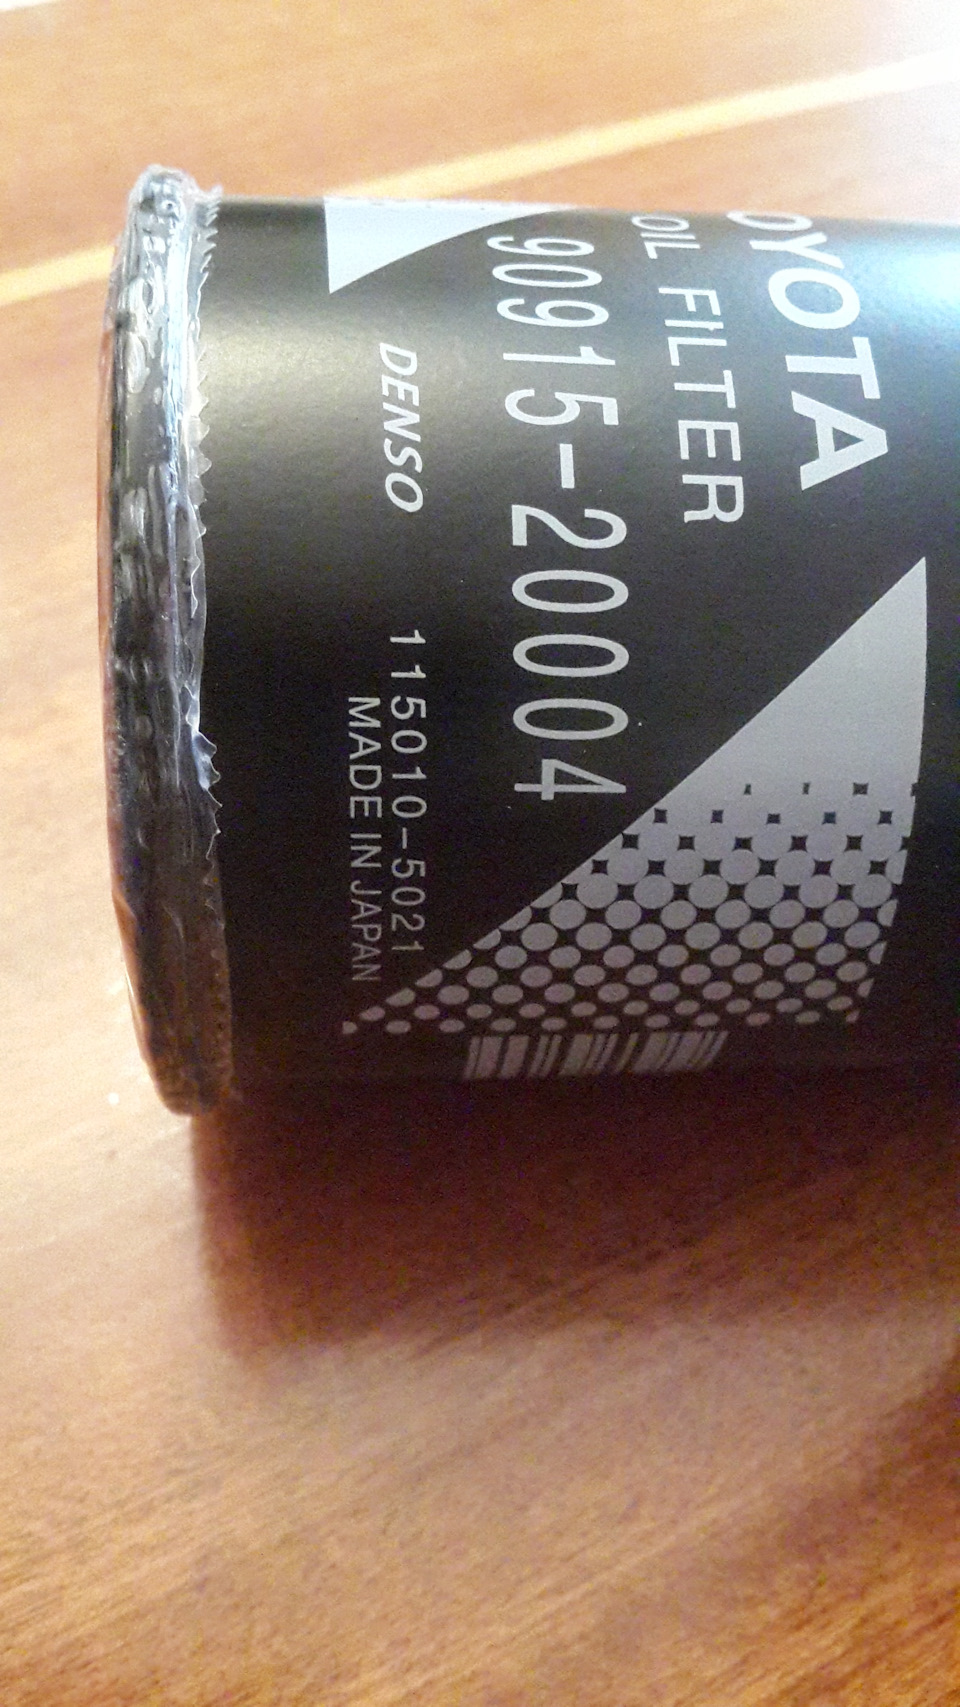 OYOTA
OIL FILTER
90915-20004
DENSO 115010-5021
MADE IN JAPAN